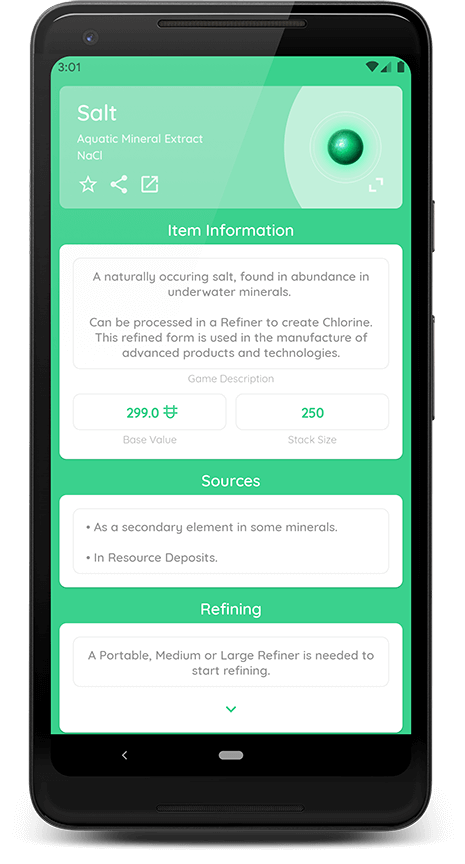 3:01
Salt
Aquatic Mineral Extract
NaCl
Item Information
A naturally occuring salt, found in abundance in
underwater minerals.
Can be processed in a Refiner to create Chlorine.
This refined form is used in the manufacture of
advanced products and technologies.
Game Description
299.0
250
Base Value
Stack Size
Sources
• As a secondary element in some minerals.
• In Resource Deposits.
Refining
A Portable, Medium or Large Refiner is needed to
start refining.